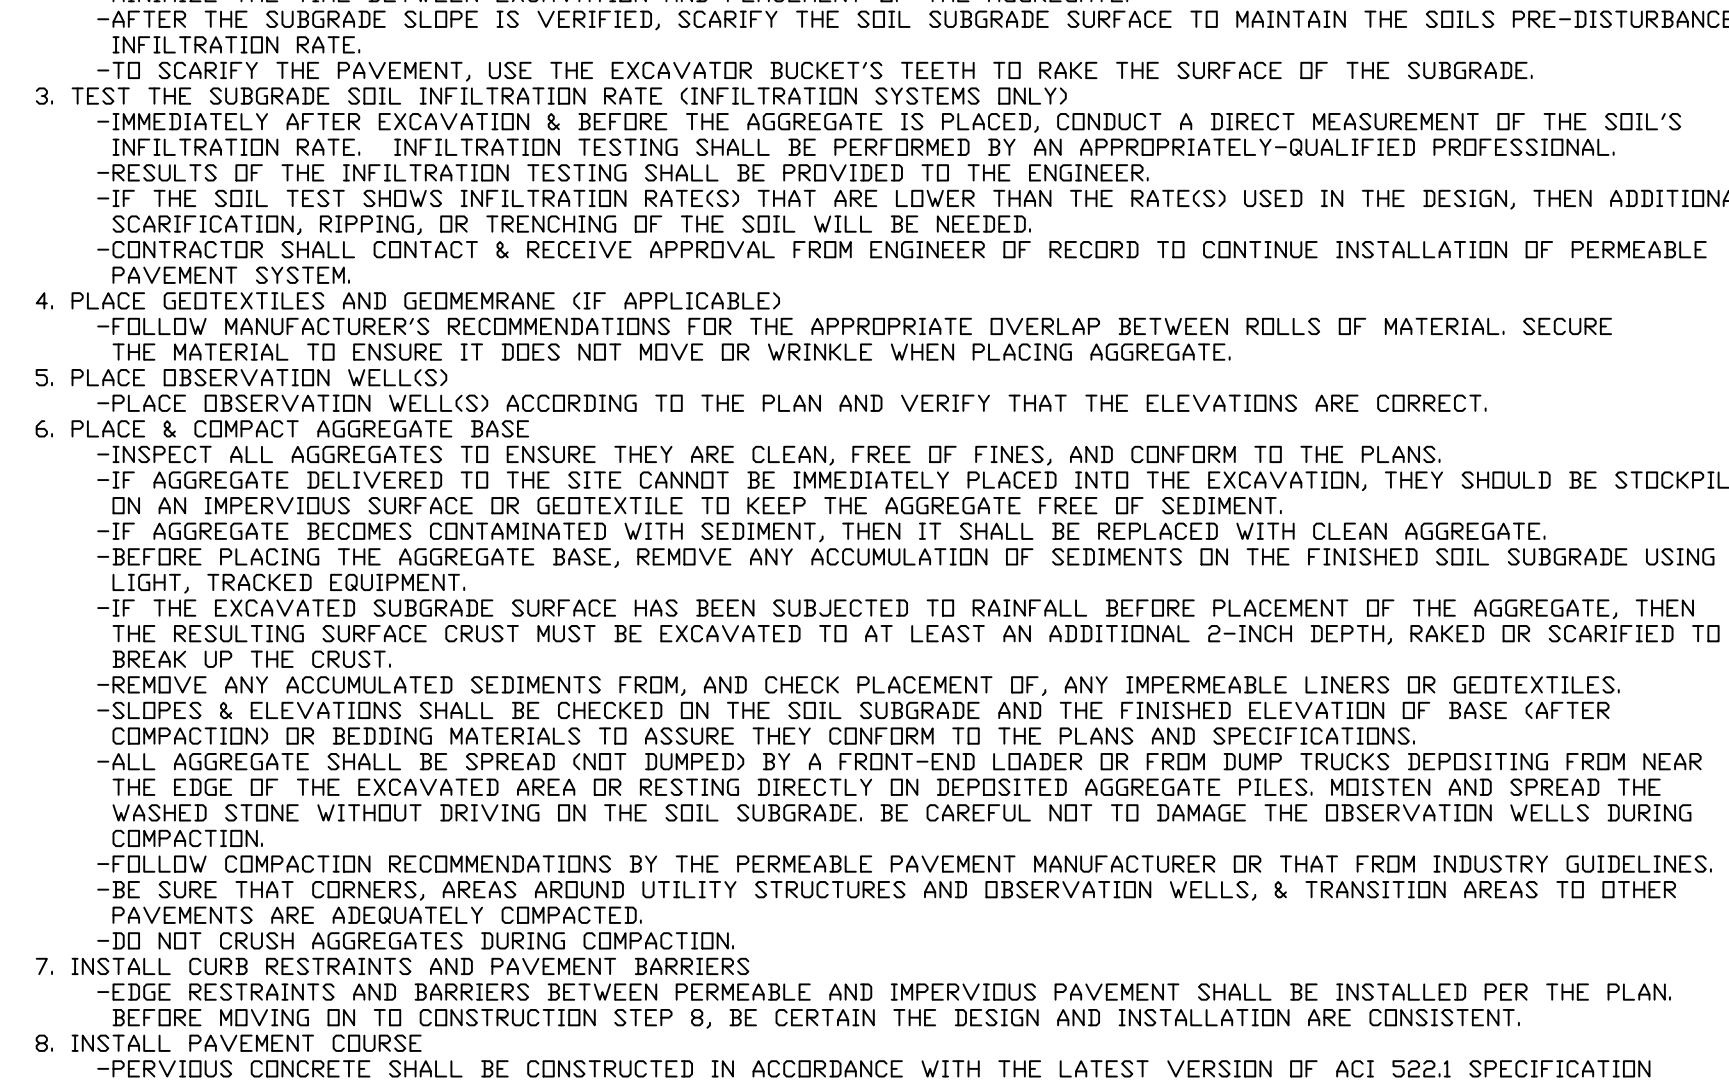 -MINIMIZE THE TIME BETWEEN EXCAVATION AND PLACEMENT OF THE AGGREGATE.
-AFTER THE SUBGRADE SLOPE IS VERIFIED, SCARIFY THE SOIL SUBGRADE SURFACE TO MAINTAIN THE SOILS PRE-DISTURBANCE
INFILTRATION RATE.
-TO SCARIFY THE PAVEMENT, USE THE EXCAVATOR BUCKET'S TEETH TO RAKE THE SURFACE OF THE SUBGRADE.
3. TEST THE SUBGRADE SOIL INFILTRATION RATE (INFILTRATION SYSTEMS ONLY)
-IMMEDIATELY AFTER EXCAVATION & BEFORE THE AGGREGATE IS PLACED, CONDUCT A DIRECT MEASUREMENT OF THE SOIL'S
INFILTRATION RATE. INFILTRATION TESTING SHALL BE PERFORMED BY AN APPROPRIATELY-QUALIFIED PROFESSIONAL.
-RESULTS OF THE INFILTRATION TESTING SHALL BE PROVIDED TO THE ENGINEER.
-IF THE SOIL TEST SHOWS INFILTRATION RATE(S) THAT ARE LOWER THAN THE RATE(S) USED IN THE DESIGN, THEN ADDITIONA
SCARIFICATION, RIPPING, OR TRENCHING OF THE SOIL WILL BE NEEDED.
-CONTRACTOR SHALL CONTACT & RECEIVE APPROVAL FROM ENGINEER OF RECORD TO CONTINUE INSTALLATION OF PERMEABLE
PAVEMENT SYSTEM.
4. PLACE GEOTEXTILES AND GEOMEMRANE (IF APPLICABLE)
-FOLLOW MANUFACTURER'S RECOMMENDATIONS FOR THE APPROPRIATE OVERLAP BETWEEN ROLLS OF MATERIAL. SECURE
THE MATERIAL TO ENSURE IT DOES NOT MOVE OR WRINKLE WHEN PLACING AGGREGATE.
5. PLACE OBSERVATION WELL(S)
-PLACE OBSERVATION WELL(S) ACCORDING TO THE PLAN AND VERIFY THAT THE ELEVATIONS ARE CORRECT.
6. PLACE & COMPACT AGGREGATE BASE
-INSPECT ALL AGGREGATES TO ENSURE THEY ARE CLEAN, FREE OF FINES, AND CONFORM TO THE PLANS.
-IF AGGREGATE DELIVERED TO THE SITE CANNOT BE IMMEDIATELY PLACED INTO THE EXCAVATION, THEY SHOULD BE STOCKPIL
ON AN IMPERVIOUS SURFACE OR GEOTEXTILE TO KEEP THE AGGREGATE FREE OF SEDIMENT.
-IF AGGREGATE BECOMES CONTAMINATED WITH SEDIMENT, THEN IT SHALL BE REPLACED WITH CLEAN AGGREGATE.
-BEFORE PLACING THE AGGREGATE BASE, REMOVE ANY ACCUMULATION OF SEDIMENTS ON THE FINISHED SOIL SUBGRADE USING
LIGHT, TRACKED EQUIPMENT.
-IF THE EXCAVATED SUBGRADE SURFACE HAS BEEN SUBJECTED TO RAINFALL BEFORE PLACEMENT OF THE AGGREGATE, THEN
THE RESULTING SURFACE CRUST MUST BE EXCAVATED TO AT LEAST AN ADDITIONAL 2-INCH DEPTH, RAKED OR SCARIFIED TO
BREAK UP THE CRUST.
-REMOVE ANY ACCUMULATED SEDIMENTS FROM, AND CHECK PLACEMENT OF, ANY IMPERMEABLE LINERS OR GEOTEXTILES.
-SLOPES & ELEVATIONS SHALL BE CHECKED ON THE SOIL SUBGRADE AND THE FINISHED ELEVATION OF BASE (AFTER
COMPACTION) OR BEDDING MATERIALS TO ASSURE THEY CONFORM TO THE PLANS AND SPECIFICATIONS.
-ALL AGGREGATE SHALL BE SPREAD (NOT DUMPED) BY A FRONT-END LOADER OR FROM DUMP TRUCKS DEPOSITING FROM NEAR
THE EDGE OF THE EXCAVATED AREA OR RESTING DIRECTLY ON DEPOSITED AGGREGATE PILES. MOISTEN AND SPREAD THE
WASHED STONE WITHOUT DRIVING ON THE SOIL SUBGRADE. BE CAREFUL NOT TO DAMAGE THE OBSERVATION WELLS DURING
COMPACTION.
-FOLLOW COMPACTION RECOMMENDATIONS BY THE PERMEABLE PAVEMENT MANUFACTURER OR THAT FROM INDUSTRY GUIDELINES.
-BE SURE THAT CORNERS, AREAS AROUND UTILITY STRUCTURES AND OBSERVATION WELLS, & TRANSITION AREAS TO OTHER
PAVEMENTS ARE ADEQUATELY COMPACTED.
-DO NOT CRUSH AGGREGATES DURING COMPACTION.
7. INSTALL CURB RESTRAINTS AND PAVEMENT BARRIERS
-EDGE RESTRAINTS AND BARRIERS BETWEEN PERMEABLE AND IMPERVIOUS PAVEMENT SHALL BE INSTALLED PER THE PLAN.
BEFORE MOVING ON TO CONSTRUCTION STEP 8, BE CERTAIN THE DESIGN AND INSTALLATION ARE CONSISTENT.
8. INSTALL PAVEMENT COURSE
-PERVIOUS CONCRETE SHALL BE CONSTRUCTED IN ACCORDANCE WITH THE LATEST VERSION OF ACI 522.1 SPECIFICATION